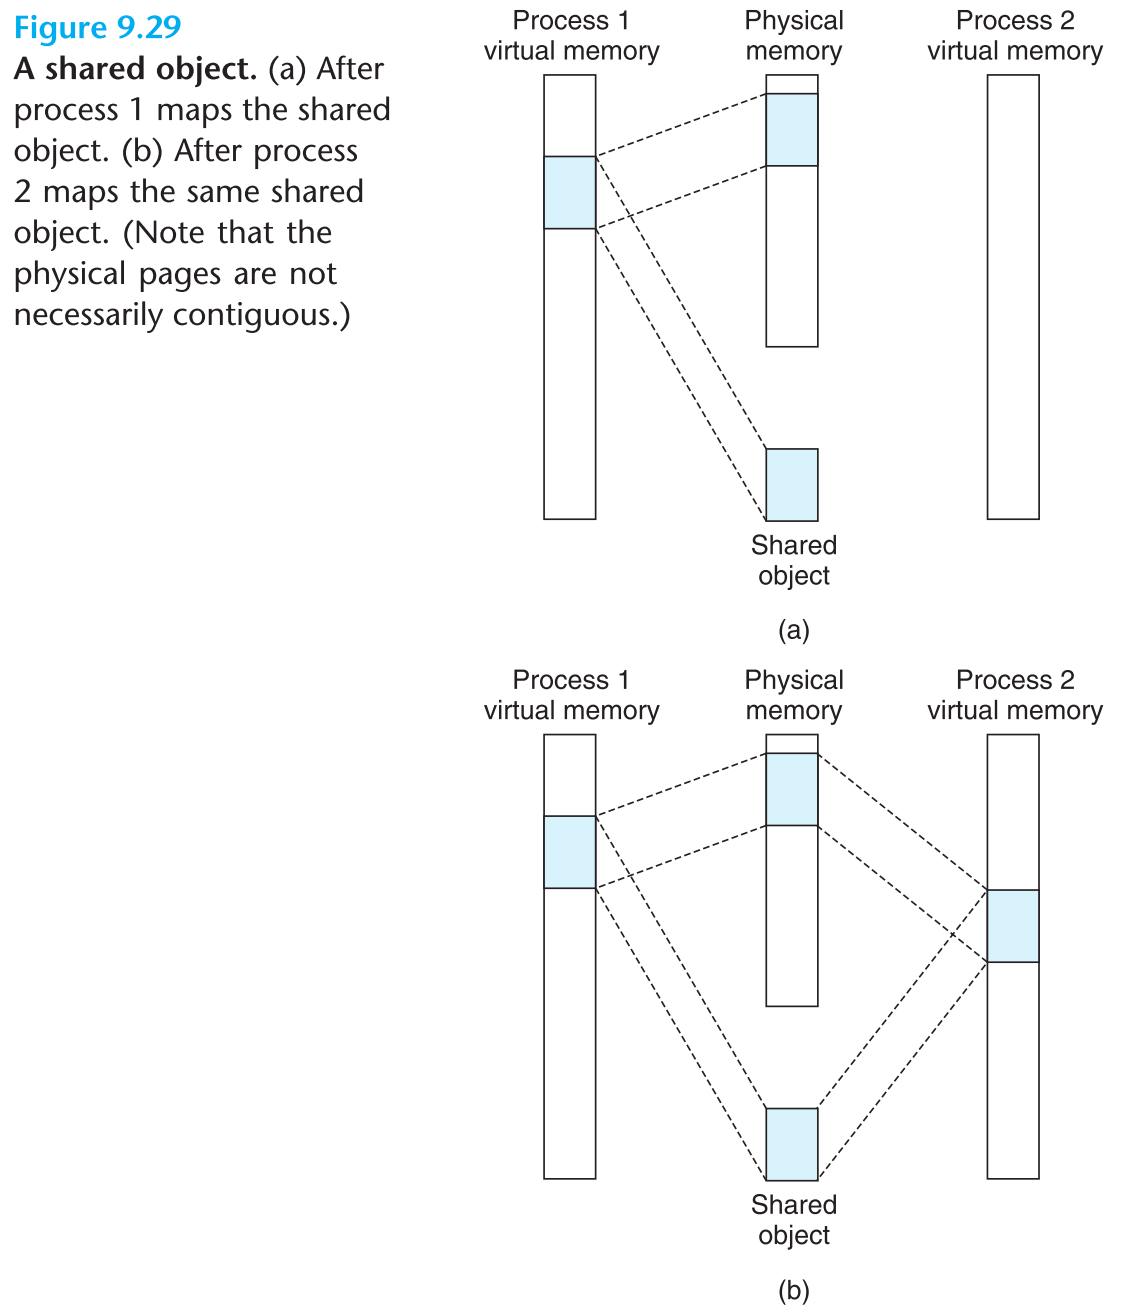 Figure 9.29
A shared object. (a) After
process 1 maps the shared
object. (b) After process
2 maps the same shared
object. (Note that the
physical pages are not
necessarily contiguous.)
Process 1
virtual memory
Physical
memory
Process 2
virtual memory
Shared
object
(a)
Process 1
virtual memory
Physical
memory
Process 2
virtual memory
Shared
object
(b)